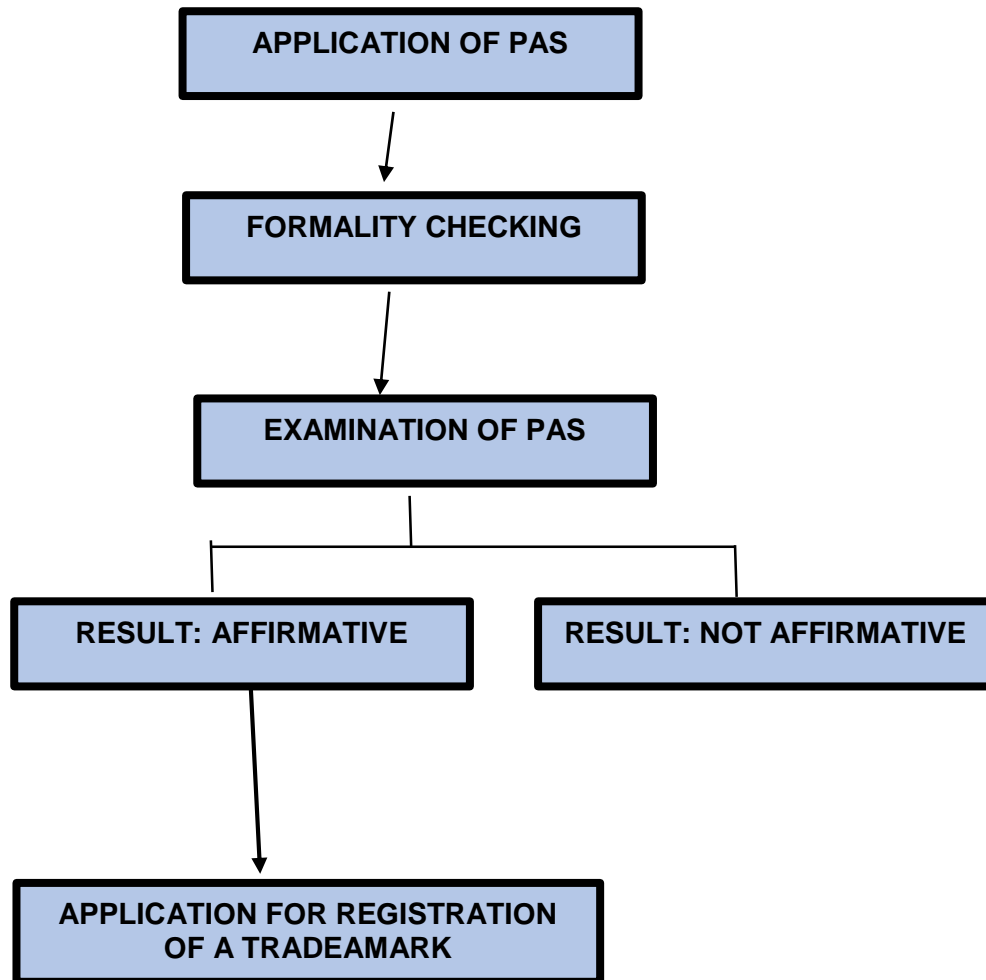 APPLICATION OF PAS
FORMALITY CHECKING
EXAMINATION OF PAS
RESULT: AFFIRMATIVE
RESULT: NOT AFFIRMATIVE
APPLICATION FOR REGISTRATION
OF A TRADEAMARK